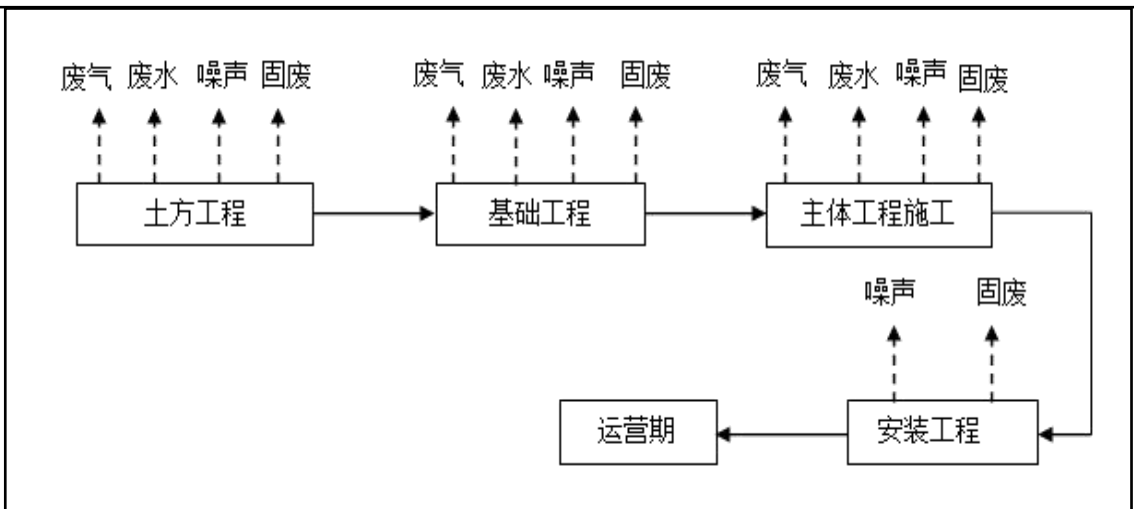 废气 废水 噪声 固废 废气 废水 噪声 固废 废气 废水 噪声 固废
土方工程 基础工程 主体工程施工
噪声 固废
运营期 安装工程